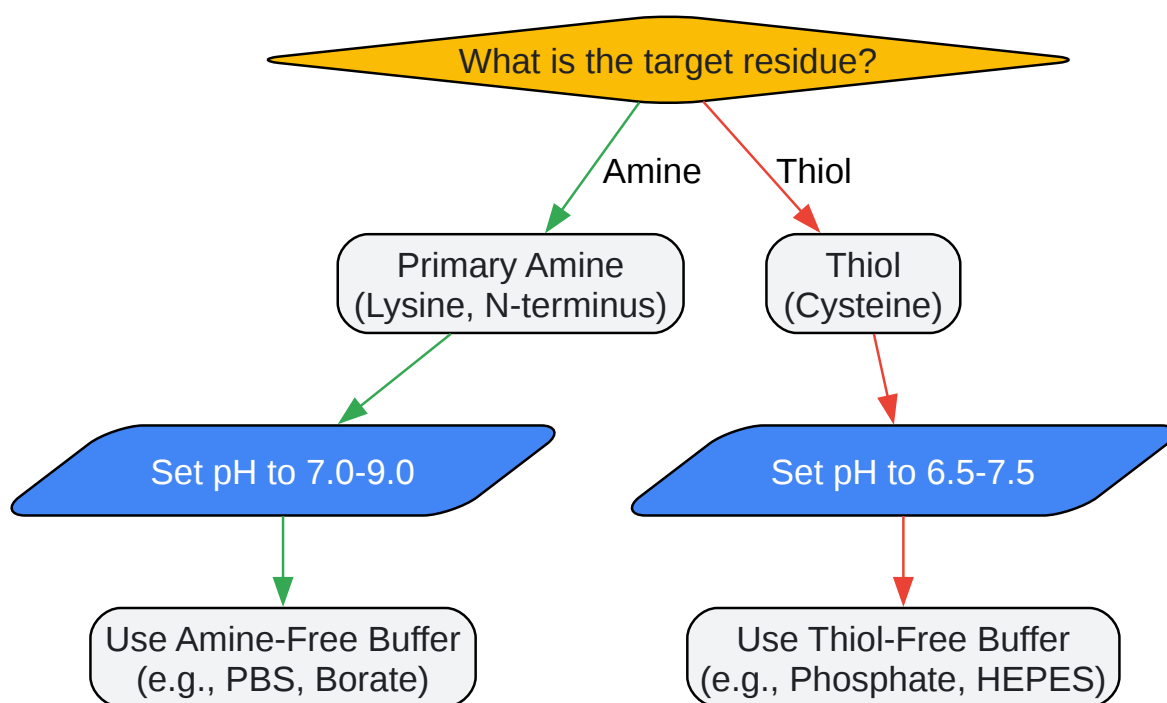 What is the target residue?
Amine
Thiol
Primary Amine
(Lysine, N-terminus)
Thiol
(Cysteine)
Set pH to 7.0-9.0
Set pH to 6.5-7.5
Use Amine-Free Buffer
(e.g., PBS, Borate)
Use Thiol-Free Buffer
(e.g., Phosphate, HEPES)